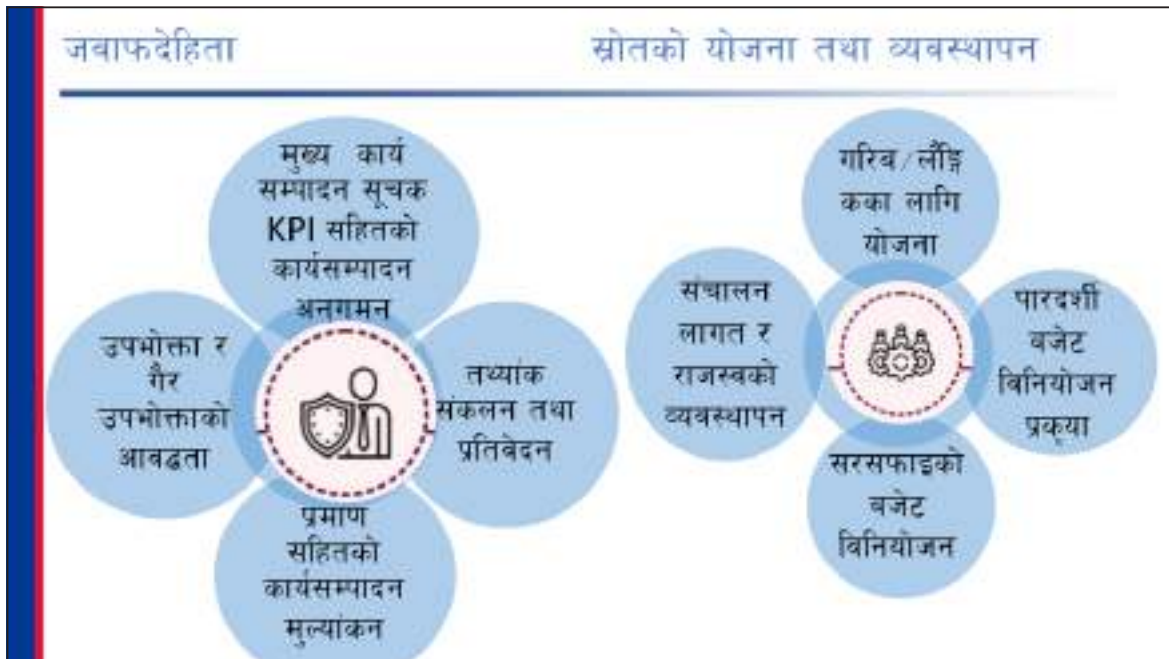 जबाफदेहिता
स्रोतको योजना तथा व्यवस्थापन
मुख्य कार्य
सम्पादन सूचक
KPI सहितको
कार्यसम्पादन
अनुगमन
उपभोक्ता र
गैर
उपभोक्ताको
आवद्धता
तथ्यांक
संकलन तथा
प्रतिवेदन
प्रमाण
सहितको
कार्यसम्पादन
मुल्यांकन
गरिब/लैङ्गि
कका लागि
योजना
संचालन
लागत र
राजस्वको
व्यवस्थापन
पारदर्शी
बजेट
बिनियोजन
प्रकृया
सरसफाइको
बजेट
बिनियोजन